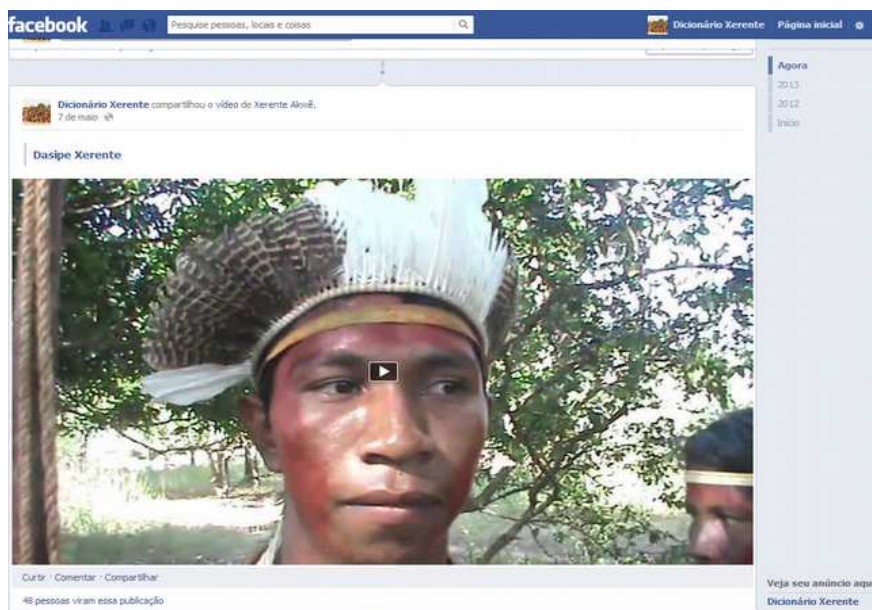 facebook
Pesquise pessoas, locais e coisas
Dicionário Xerente Página inicial
Agora
2013
2012
Início
Dicionário Xerente compartilhou o vídeo de Xerente Akwẽ.
7 de maio
Dasipe Xerente
Curtir · Comentar · Compartilhar
48 pessoas viram essa publicação
Veja seu anúncio aqu
Dicionário Xerente